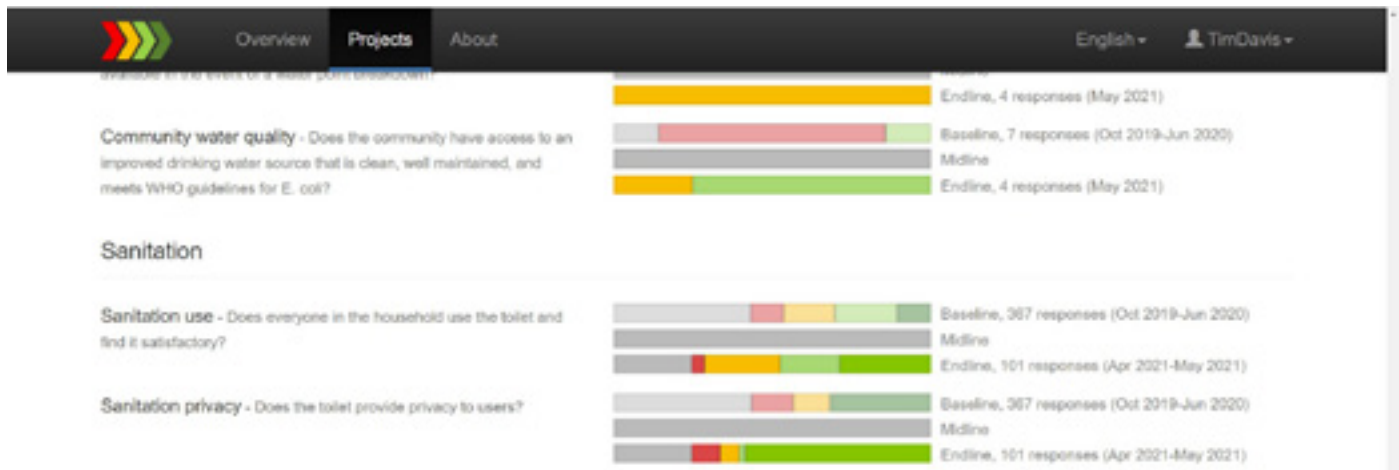 Overview Projects About English TimDavis
available in the event of a water point breakdown?
Midline
Endline, 4 responses (May 2021)
Community water quality - Does the community have access to an
improved drinking water source that is clean, well maintained, and
meets WHO guidelines for E. coli?
Baseline, 7 responses (Oct 2019-Jun 2020)
Midline
Endline, 4 responses (May 2021)
Sanitation
Sanitation use - Does everyone in the household use the toilet and
find it satisfactory?
Baseline, 367 responses (Oct 2019-Jun 2020)
Midline
Endline, 101 responses (Apr 2021-May 2021)
Sanitation privacy - Does the toilet provide privacy to users?
Baseline, 367 responses (Oct 2019-Jun 2020)
Midline
Endline, 101 responses (Apr 2021-May 2021)